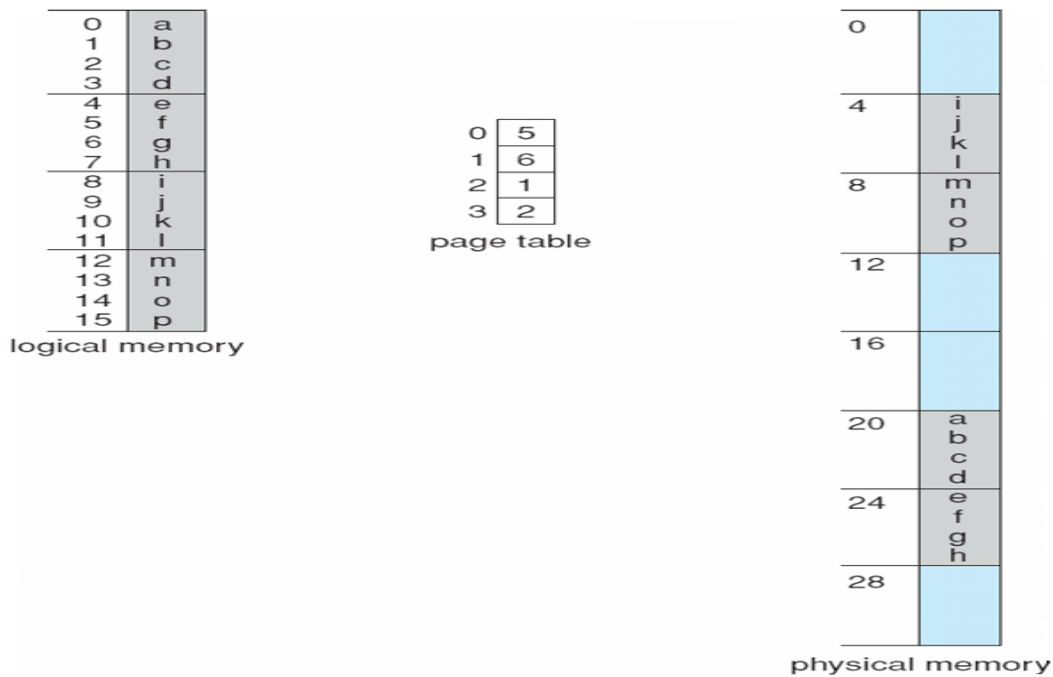 0 a
1 b
2 c
3 d
4 e
5 f
6 g
7 h
8 i
9 j
10 k
11 l
12 m
13 n
14 o
15 p
logical memory
0 5
1 6
2 1
3 2
page table
0
4 i
j
k
l
8 m
n
o
p
12
16
20 a
b
c
d
24 e
f
g
h
28
physical memory